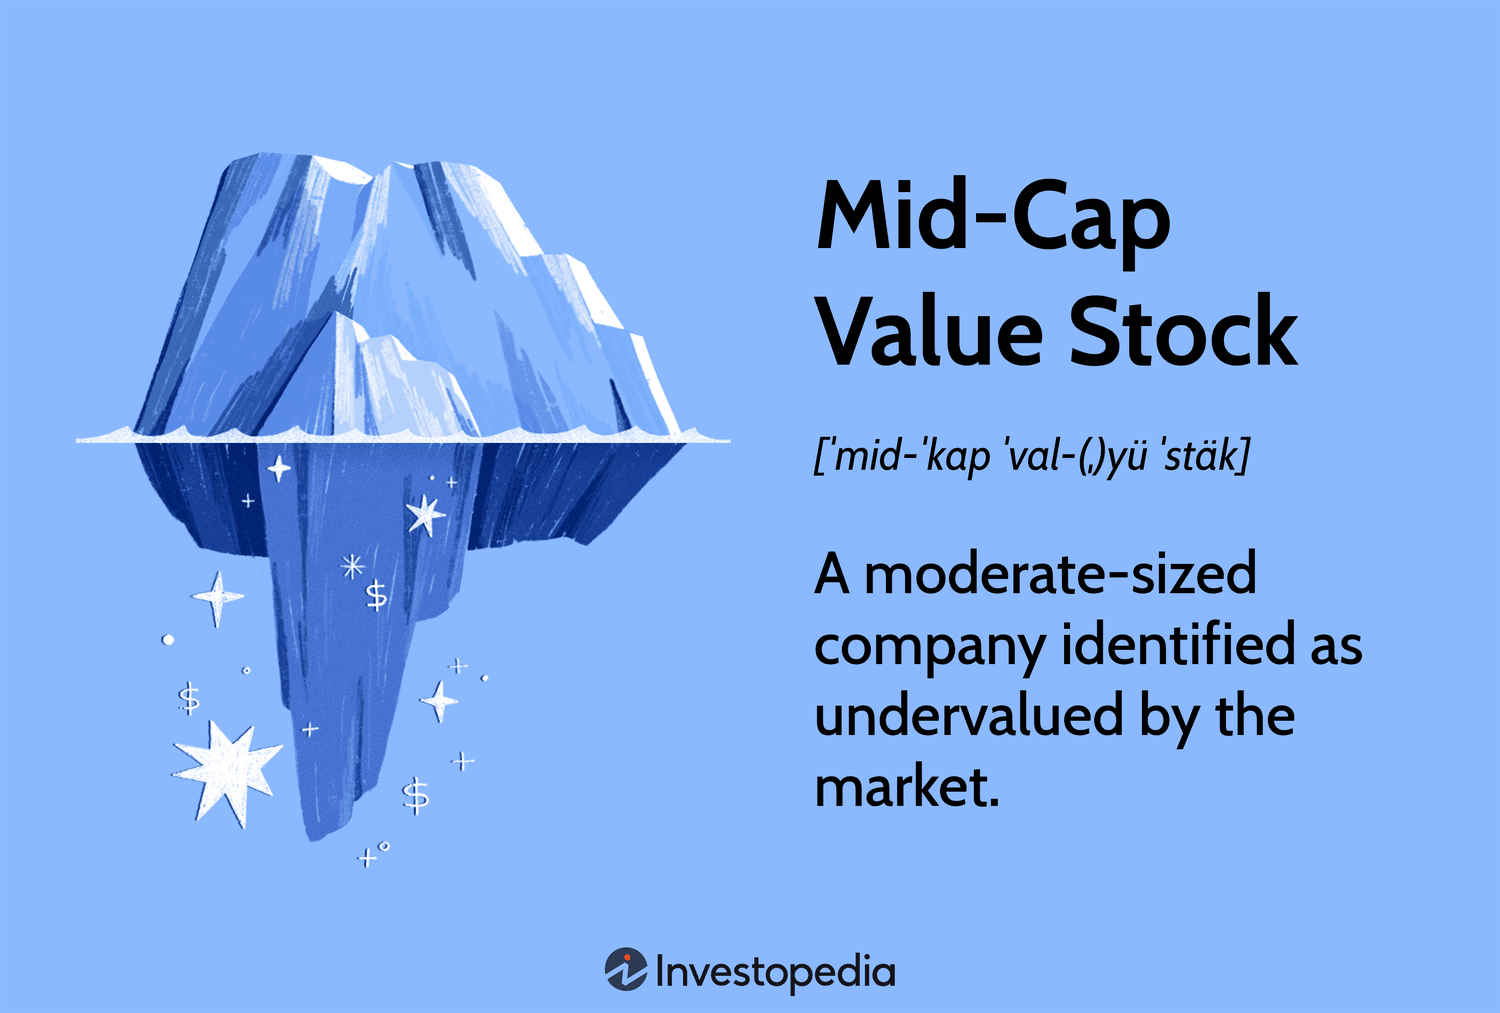 Mid-Cap
Value Stock
[ˈmid-ˈkap ˈval-(ˌ)yü ˈstäk]
A moderate-sized
company identified as
undervalued by the
market.
$
$
$
Investopedia